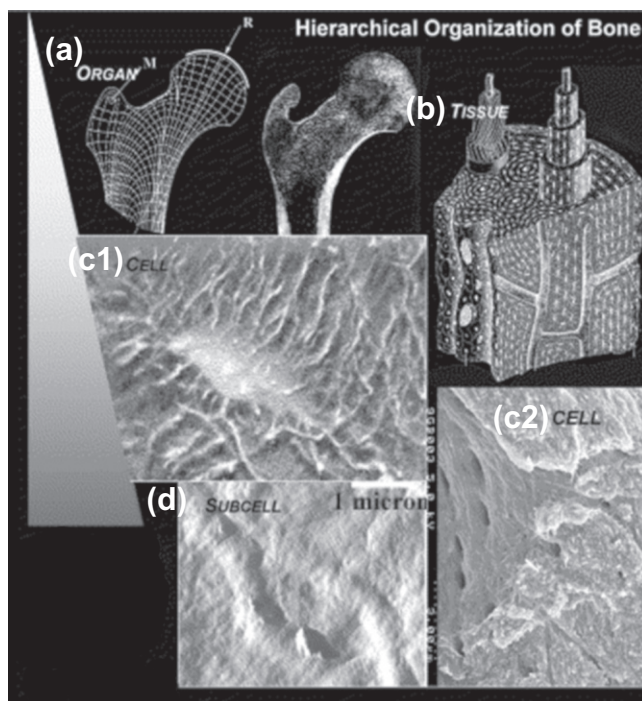 Hierarchical Organization of Bone
(a)
ORGAN
M
R
(b) TISSUE
(c1) CELL
(c2) CELL
(d)
SUBCELL
1 micron